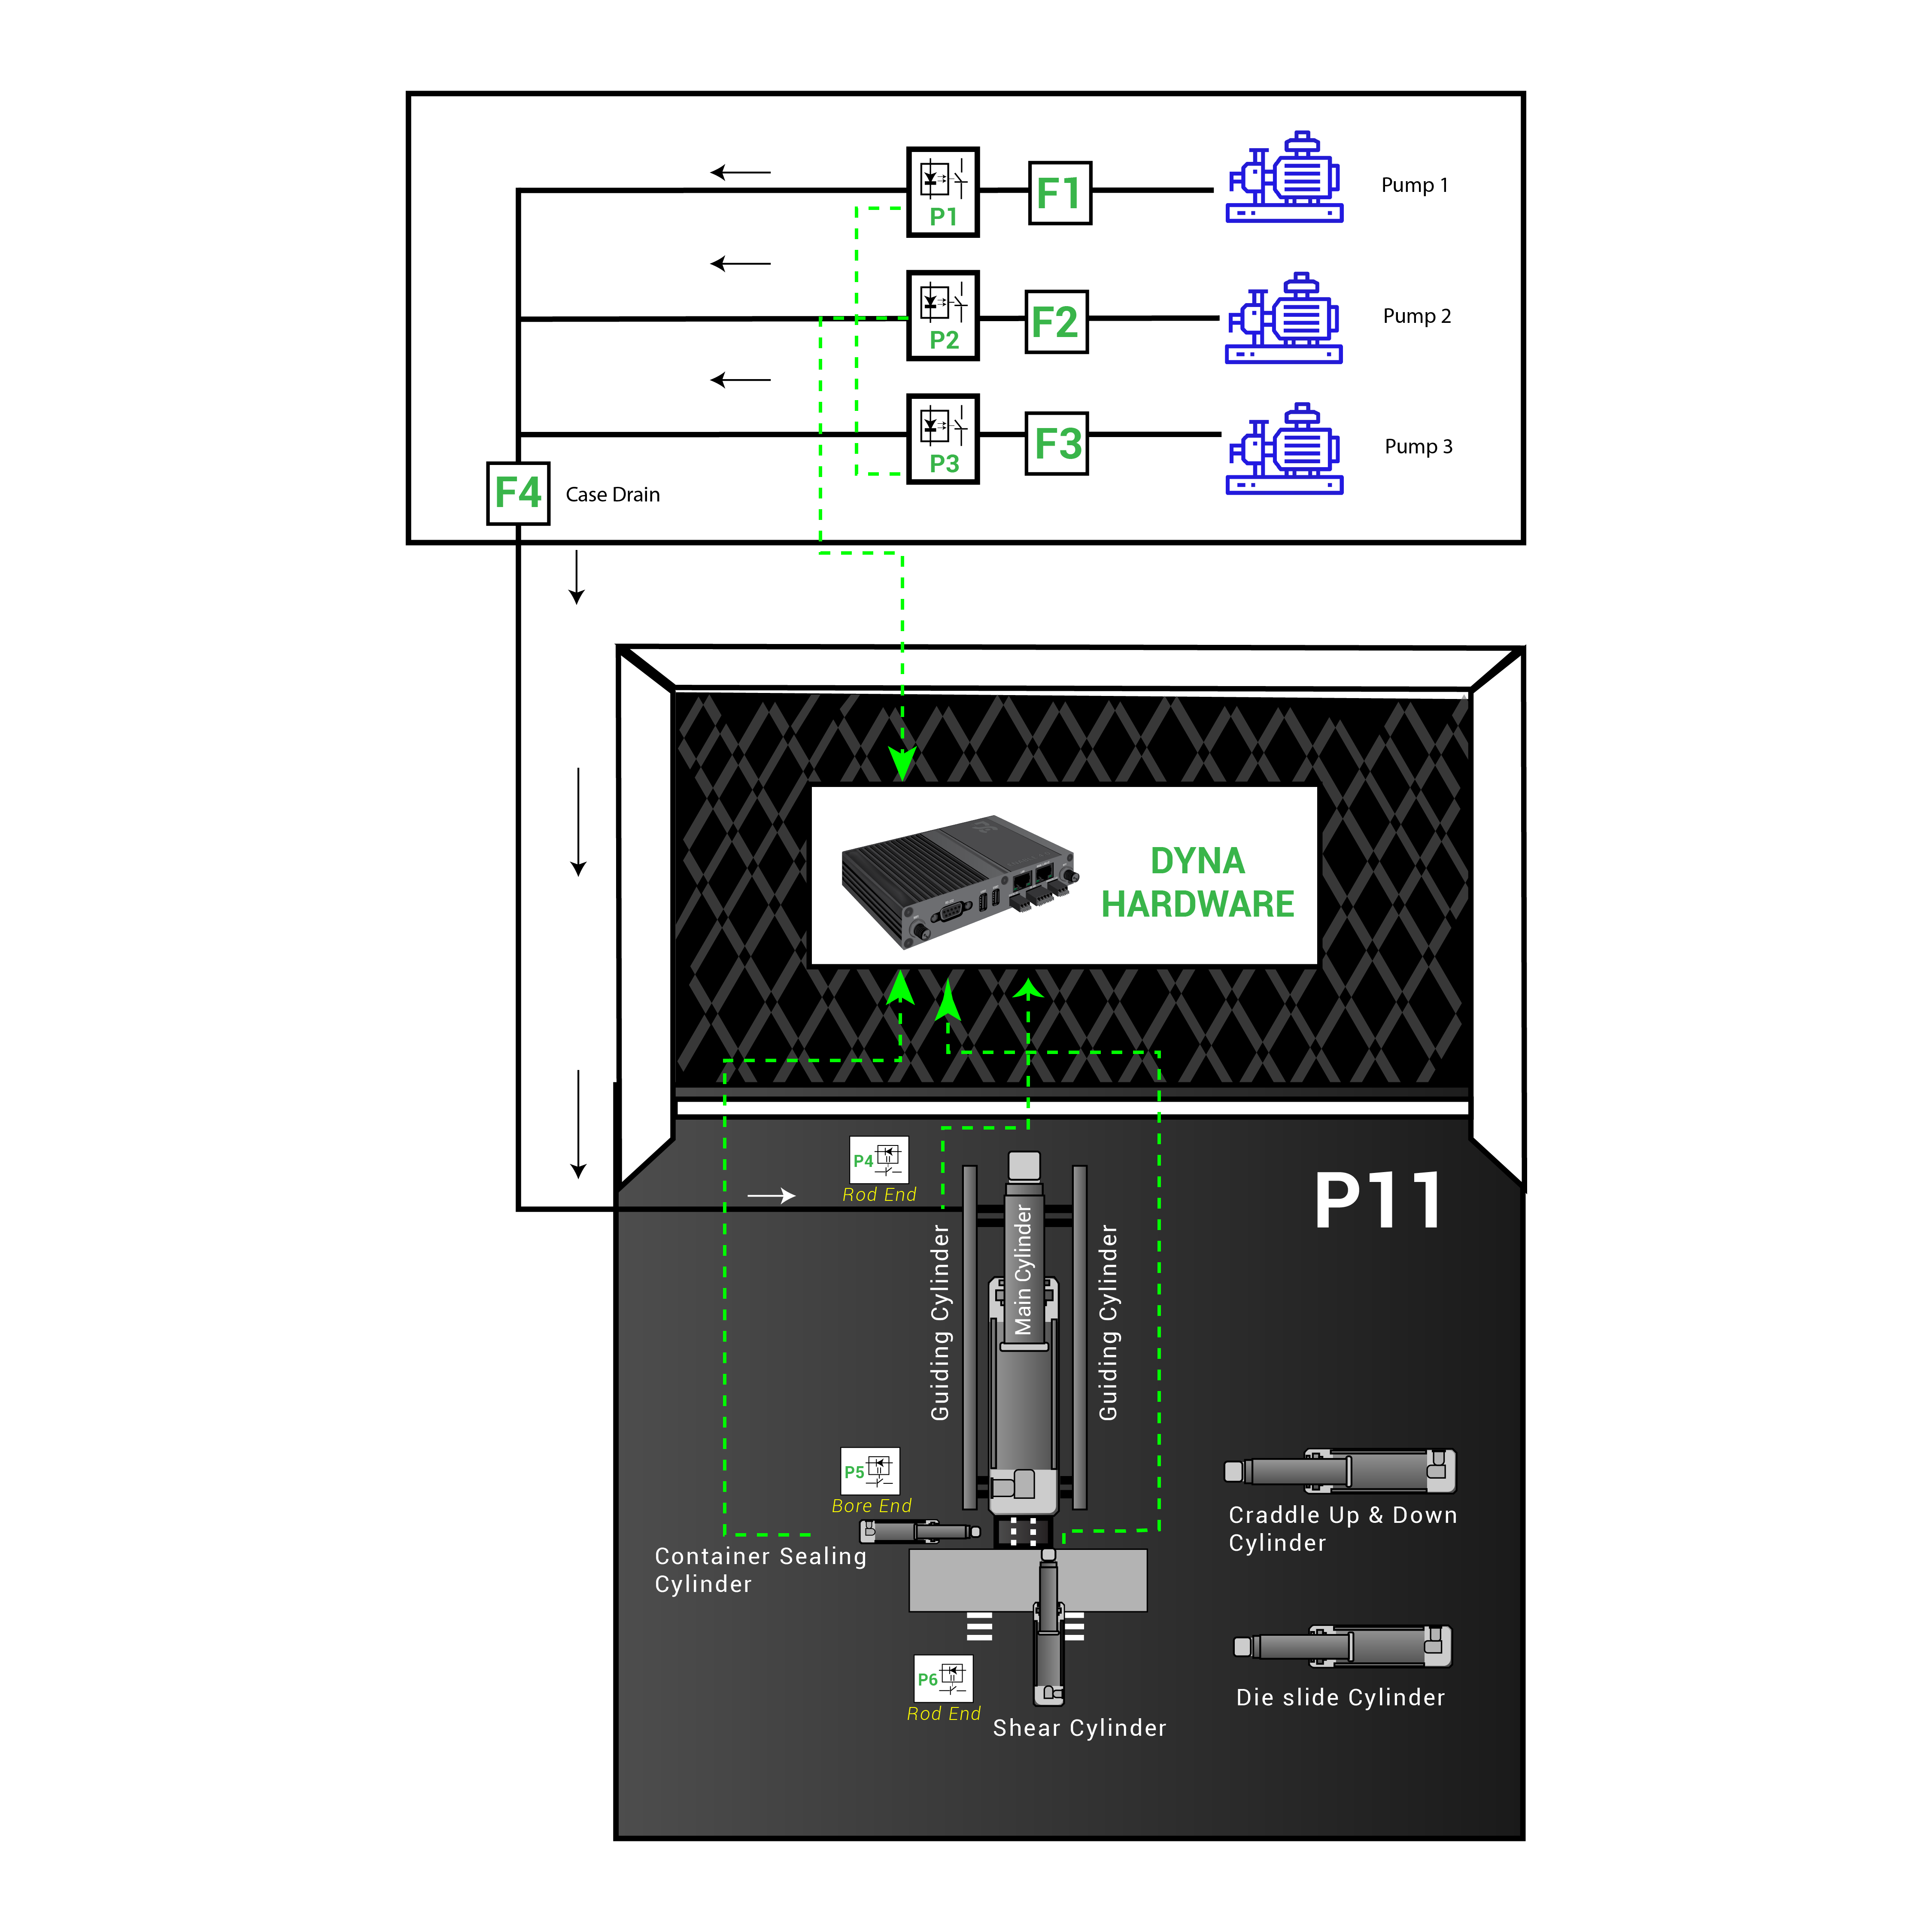 P1
F1
Pump 1
P2
F2
Pump 2
P3
F3
Pump 3
F4
Case Drain
DYNA
HARDWARE
P4
Rod End
P11
Guiding Cylinder
Main Cylinder
Guiding Cylinder
P5
Bore End
Container Sealing
Cylinder
Craddle Up & Down
Cylinder
P6
Rod End
Shear Cylinder
Die slide Cylinder